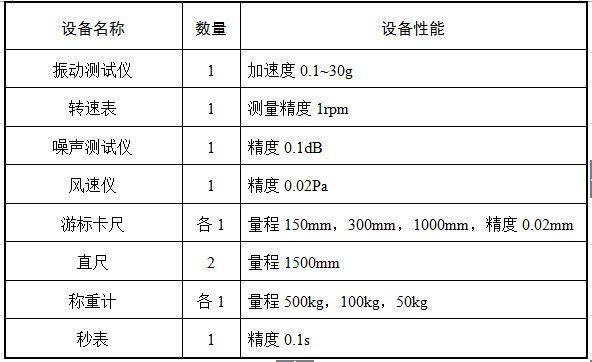 设备名称 数量 设备性能
振动测试仪 1 加速度 0.1~30g
转速表 1 测量精度 1rpm
噪声测试仪 1 精度 0.1dB
风速仪 1 精度 0.02Pa
游标卡尺 各 1 量程 150mm，300mm，1000mm，精度 0.02mm
直尺 2 量程 1500mm
称重计 各 1 量程 500kg，100kg，50kg
秒表 1 精度 0.1s